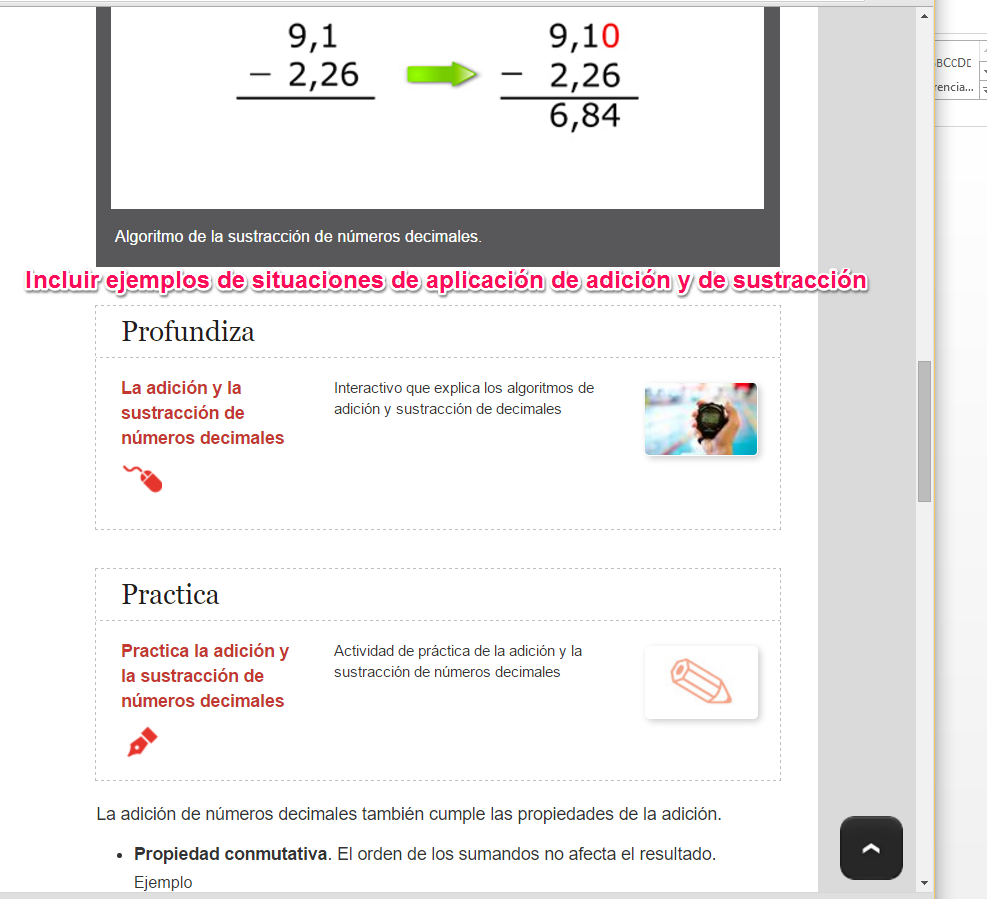 9,1
− 2,26
9,10
− 2,26
6,84
Algoritmo de la sustracción de números decimales.
Incluir ejemplos de situaciones de aplicación de adición y de sustracción
Profundiza
La adición y la
sustracción de
números decimales
Interactivo que explica los algoritmos de
adición y sustracción de decimales
Practica
Practica la adición y
la sustracción de
números decimales
Actividad de práctica de la adición y la
sustracción de números decimales
La adición de números decimales también cumple las propiedades de la adición.
• Propiedad conmutativa. El orden de los sumandos no afecta el resultado.
Ejemplo